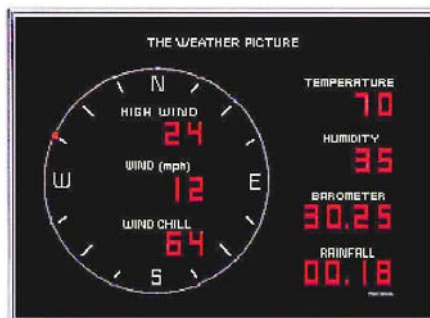 THE WEATHER PICTURE
N
TEMPERATURE
70
HIGH WIND
24
HUMIDITY
35
WIND (mph)
12
W
E
BAROMETER
30.25
WIND CHILL
64
RAINFALL
00.18
S